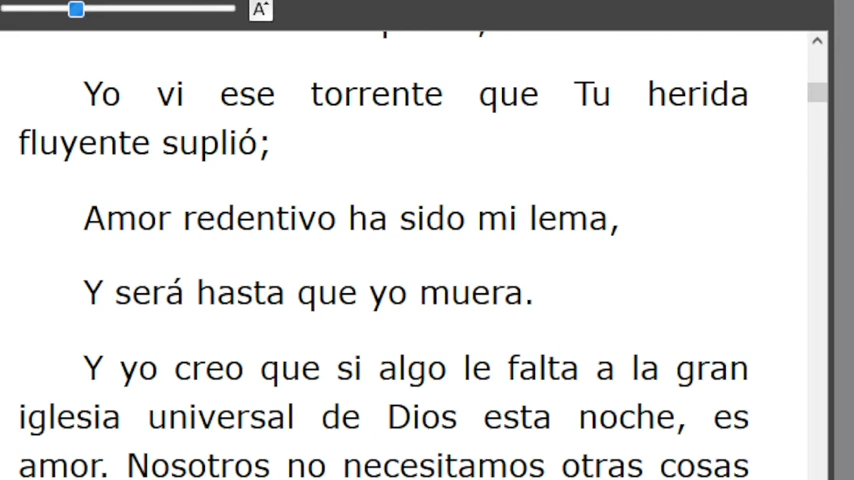 A
Yo vi ese torrente que Tu herida
fluyente suplió;
Amor redentivo ha sido mi lema,
Y será hasta que yo muera.
Y yo creo que si algo le falta a la gran
iglesia universal de Dios esta noche, es
amor. Nosotros no necesitamos otras cosas